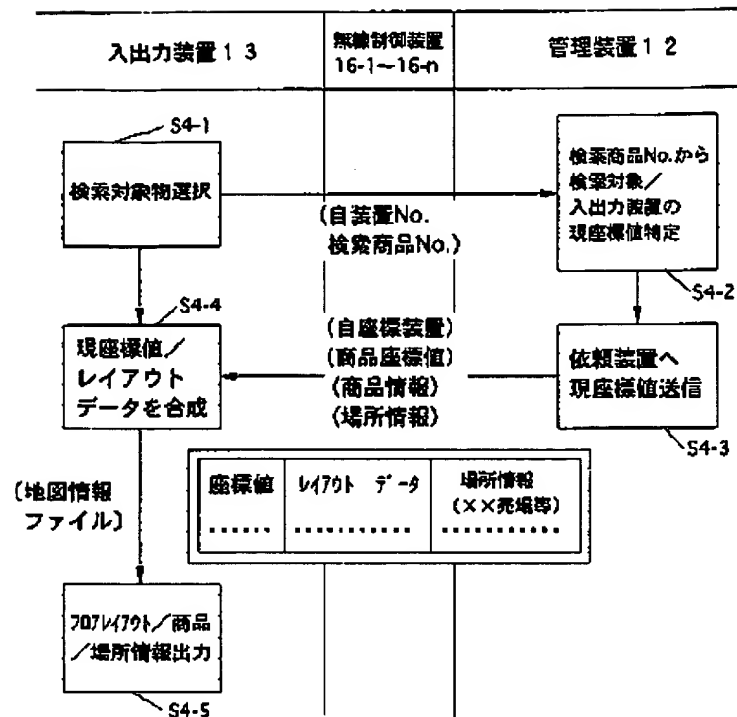 入出力装置13
無線制御装置
16-1~16-n
管理装置12
S4-1
検索対象物選択
検索商品No.から
検索対象/
入出力装置の
現座標値特定
(自装置No.
検索商品No.)
S4-2
S4-4
現座標値/
レイアウト
データを合成
(自座標装置)
(商品座標値)
(商品情報)
(場所情報)
依頼装置へ
現座標値送信
S4-3
(地図情報
ファイル)
座標値
レイアウト データ
場所情報
(××売場等)
......
...........
...........
フロアレイアウト/商品
/場所情報出力
S4-5